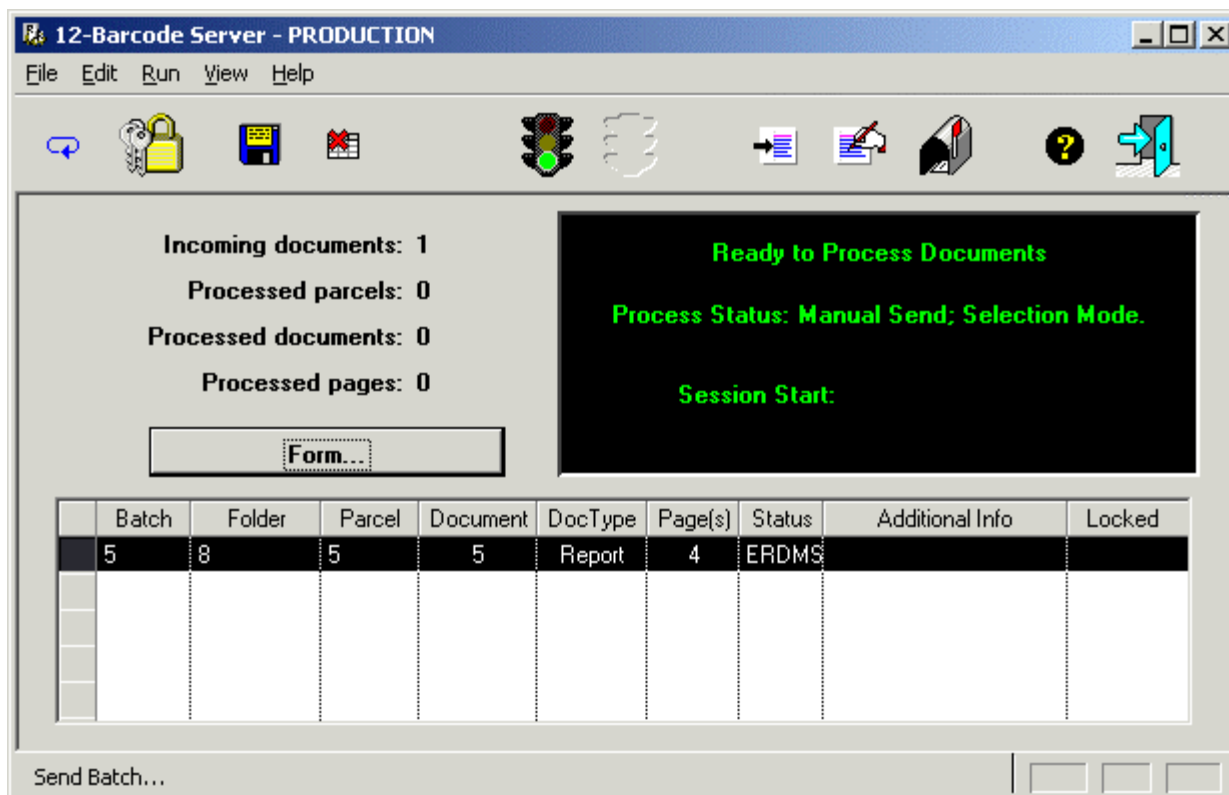 12-Barcode Server - PRODUCTION
File Edit Run View Help
?
Incoming documents: 1
Processed parcels: 0
Processed documents: 0
Processed pages: 0
Form...
Ready to Process Documents
Process Status: Manual Send; Selection Mode.
Session Start:
Batch Folder Parcel Document DocType Page(s) Status Additional Info Locked
5 8 5 5 Report 4 ERDMS
Send Batch...